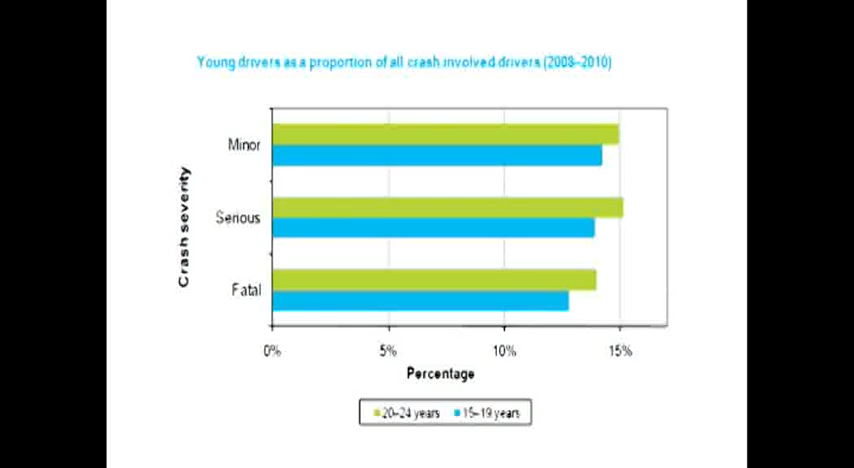 Young drivers as a proportion of all crash involved drivers (2008–2010)
Crash severity
Minor
Serious
Fatal
0% 5% 10% 15%
Percentage
20–24 years 15–19 years